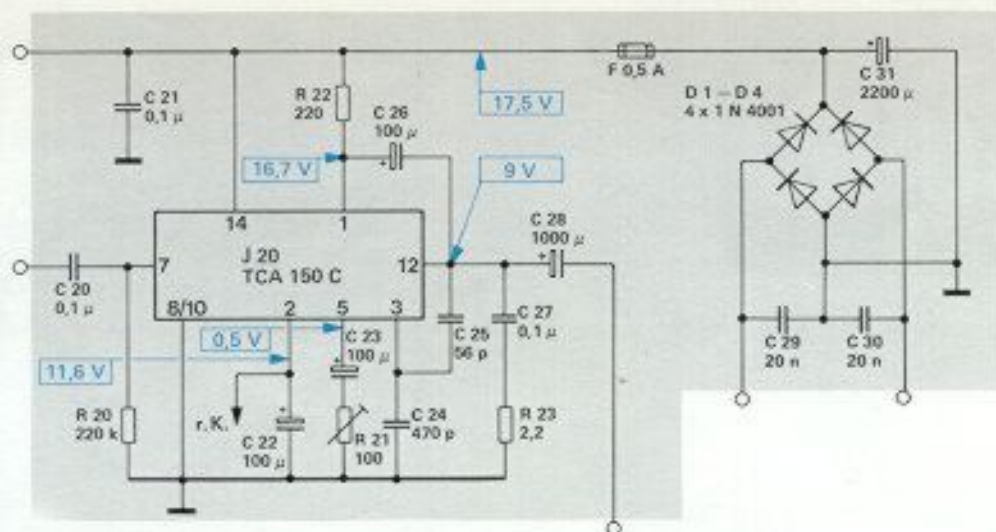 C 21
0,1 µ
R 22
220
C 26
100 µ
+
17,5 V
F 0,5 A
D 1 – D 4
4 x 1 N 4001
+
C 31
2200 µ
16,7 V
9 V
14
1
C 28
1000 µ
+
7
J 20
TCA 150 C
12
C 20
0,1 µ
8/10
2
5
3
0,5 V
C 23
100 µ
+
C 25
56 p
C 27
0,1 µ
11,6 V
C 29
20 n
C 30
20 n
R 20
220 k
r. K.
+
C 22
100 µ
R 21
100
C 24
470 p
R 23
2,2